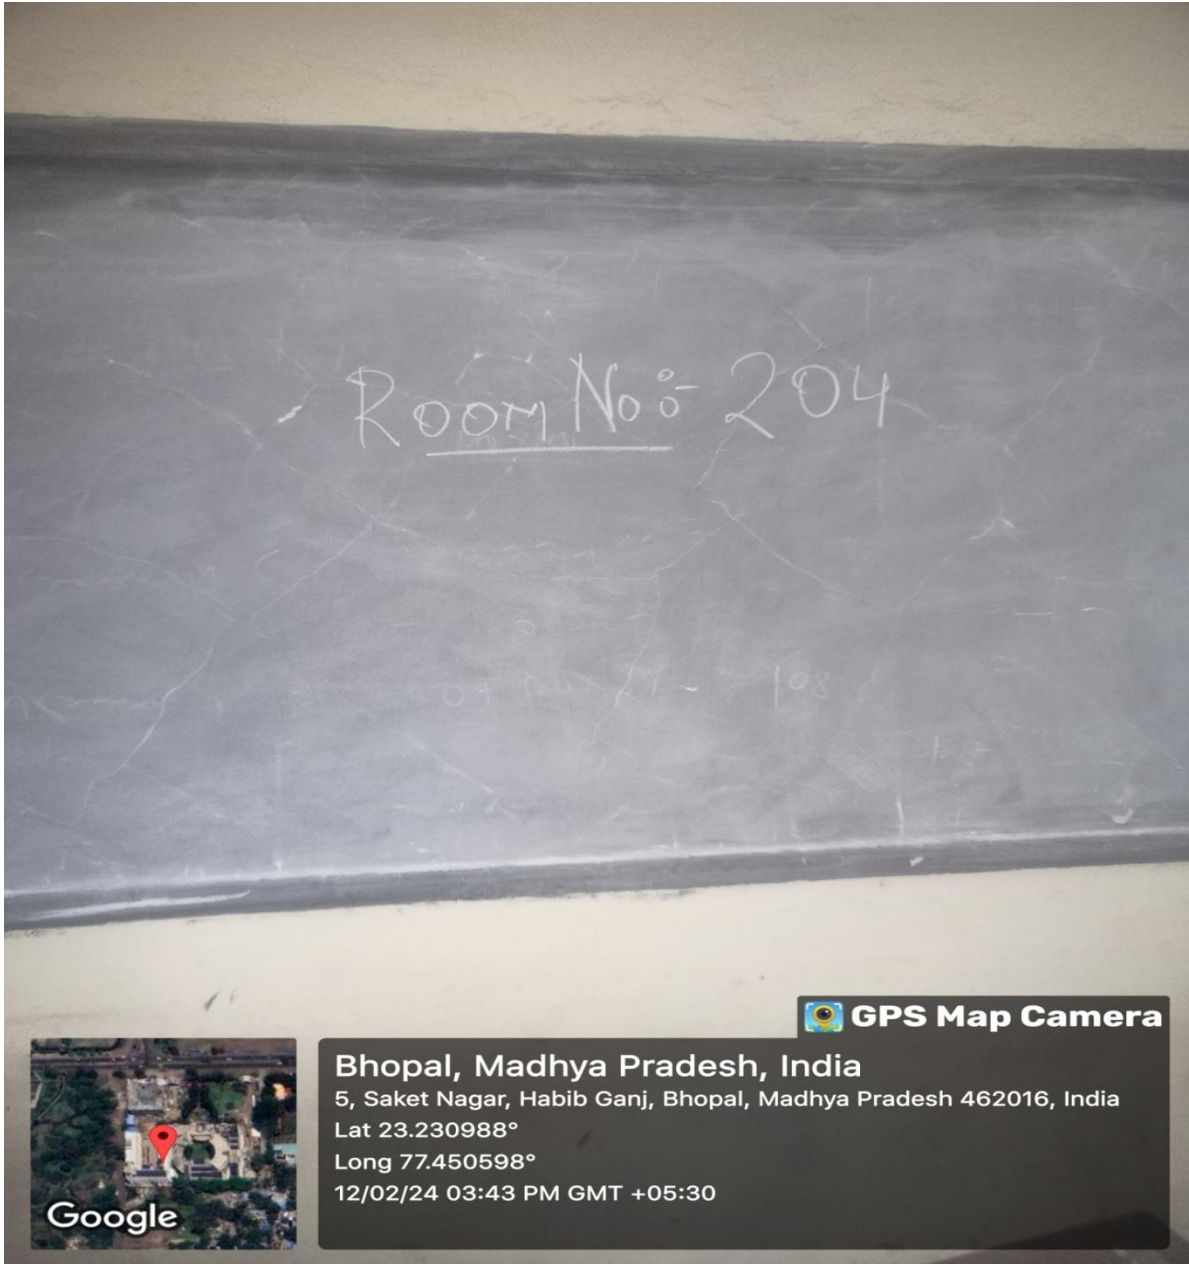 Room No:- 204
108
GPS Map Camera
Bhopal, Madhya Pradesh, India
5, Saket Nagar, Habib Ganj, Bhopal, Madhya Pradesh 462016, India
Lat 23.230988°
Long 77.450598°
12/02/24 03:43 PM GMT +05:30
Google